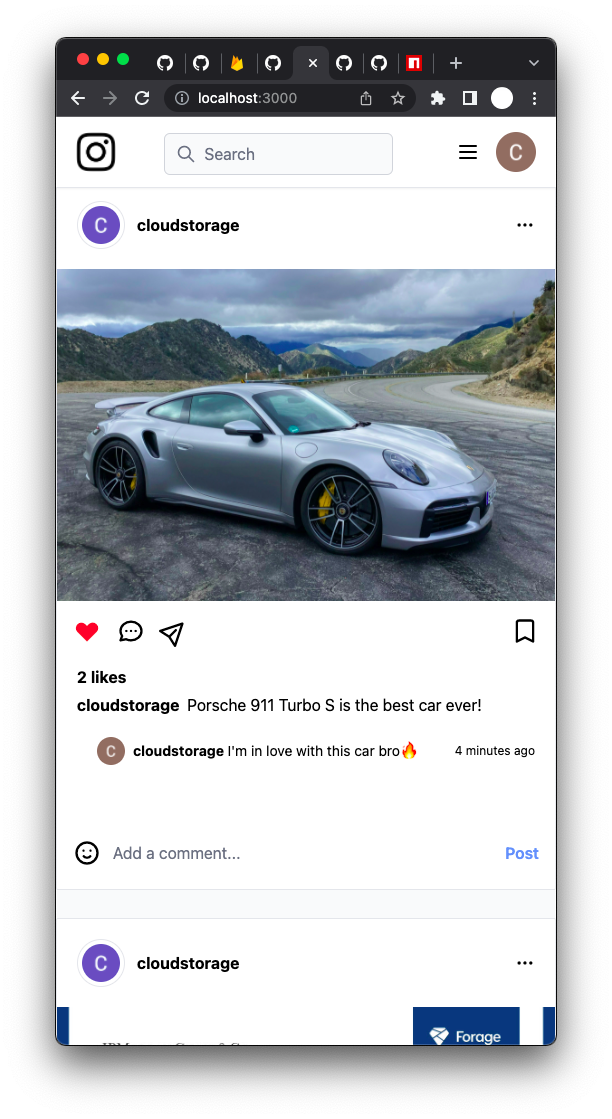 localhost:3000
Search
C
C
cloudstorage
2 likes
cloudstorage Porsche 911 Turbo S is the best car ever!
C
cloudstorage I'm in love with this car bro🔥
4 minutes ago
Add a comment...
Post
C
cloudstorage
Forage